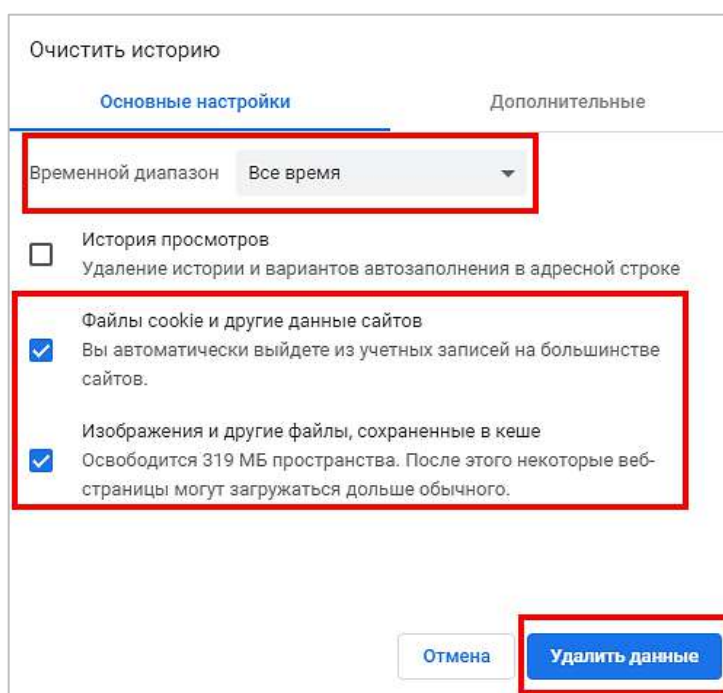 Очистить историю
Основные настройки
Дополнительные
Временной диапазон
Все время
История просмотров
Удаление истории и вариантов автозаполнения в адресной строке
Файлы cookie и другие данные сайтов
Вы автоматически выйдете из учетных записей на большинстве
сайтов.
Изображения и другие файлы, сохраненные в кеше
Освободится 319 МБ пространства. После этого некоторые веб-
страницы могут загружаться дольше обычного.
Отмена
Удалить данные